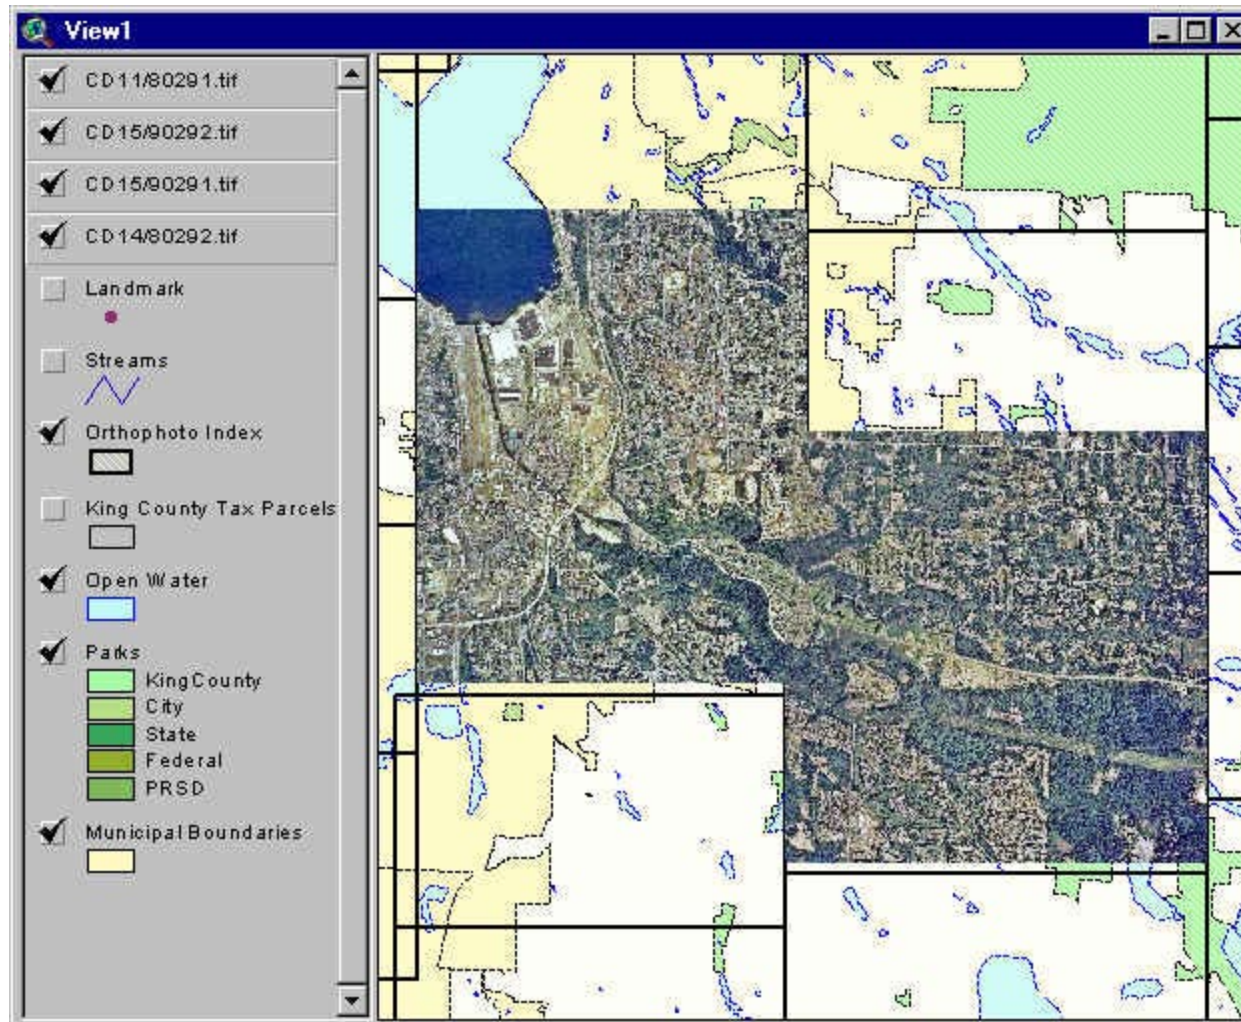 View1
CD11/80291.tif
CD15/90292.tif
CD15/90291.tif
CD14/80292.tif
Landmark
Streams
Orthophoto Index
King County Tax Parcels
Open Water
Parks
King County
City
State
Federal
PRSD
Municipal Boundaries